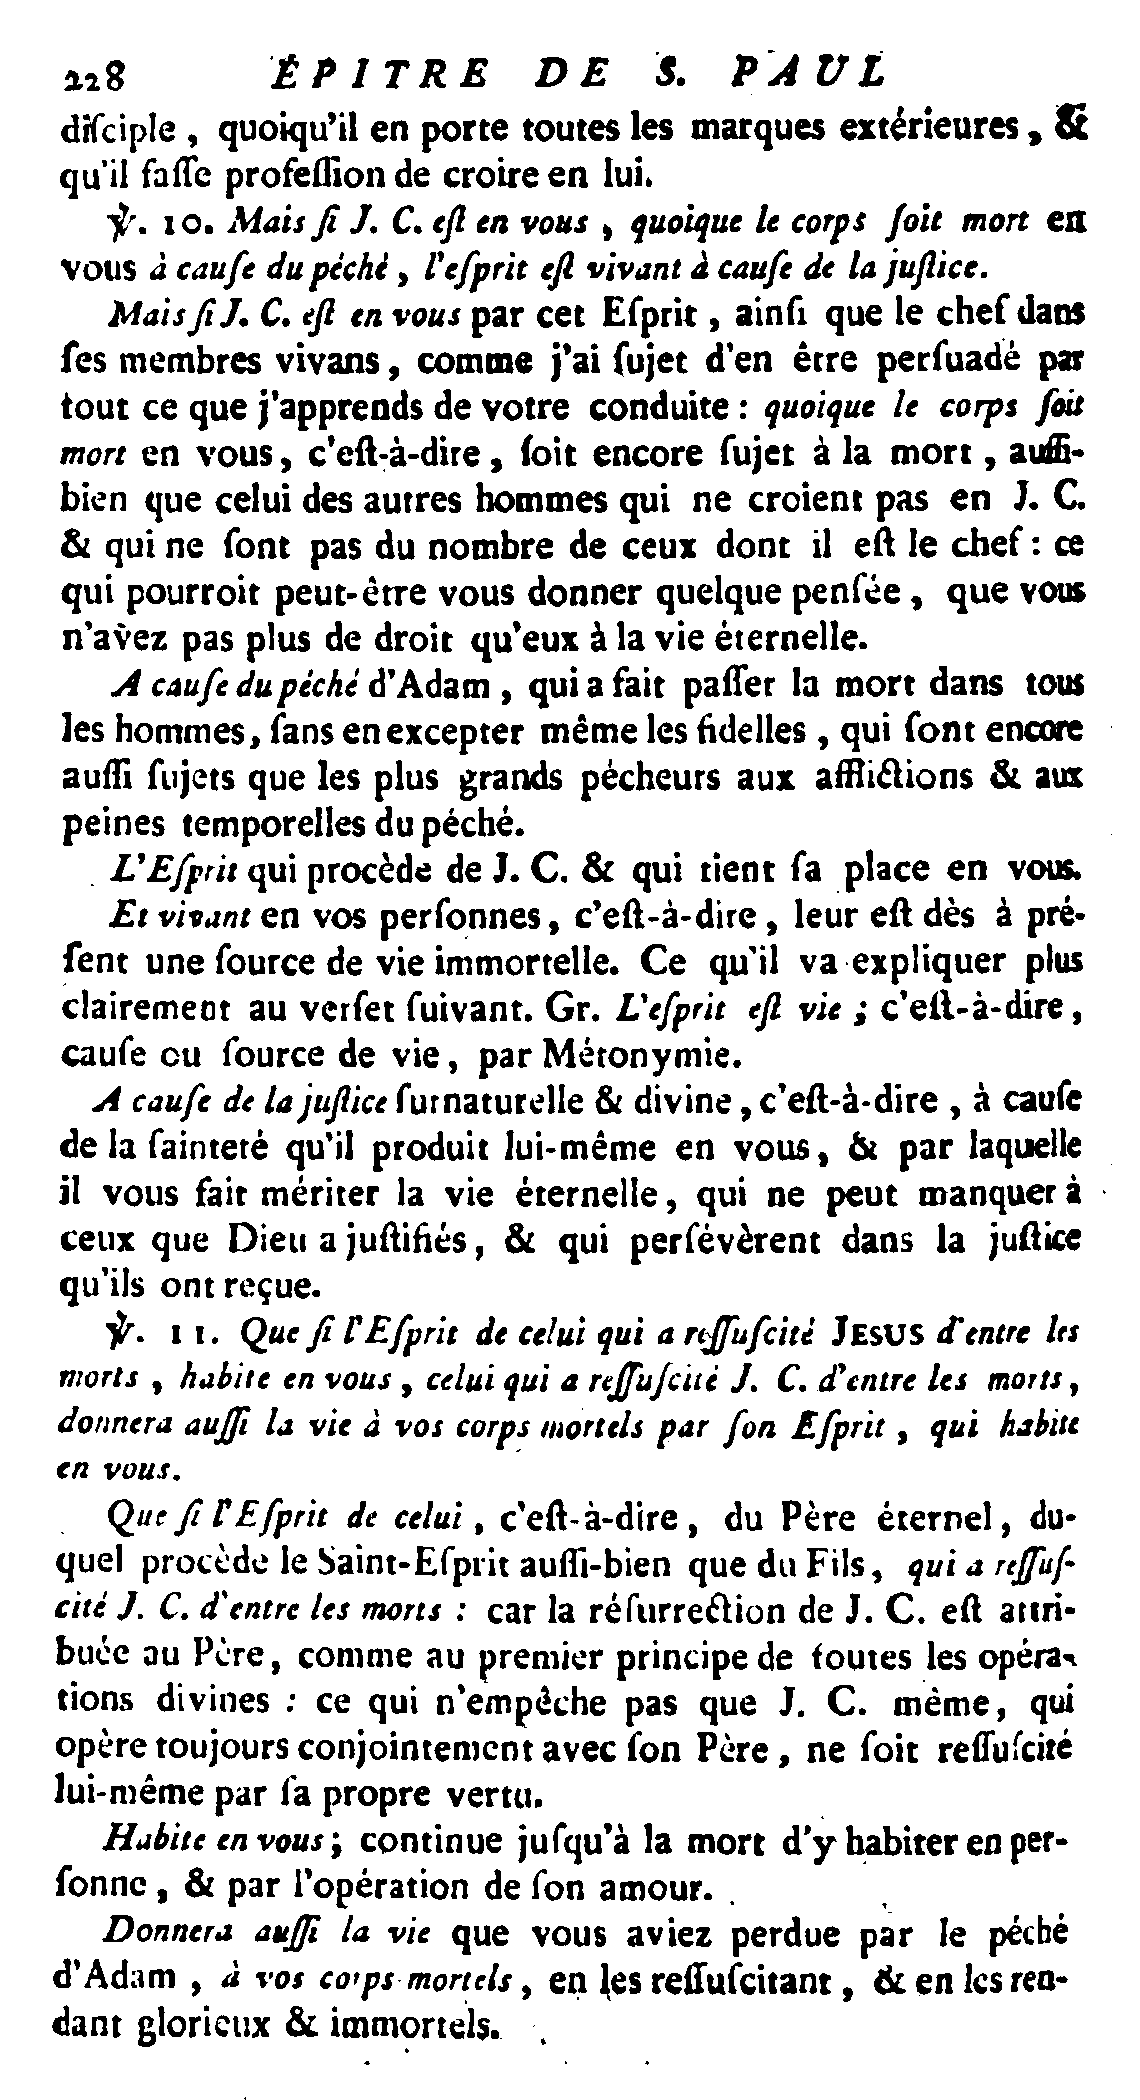 228 ÉPITRE DE S. PAUL
diſciple, quoiqu'il en porte toutes les marques extérieures, &
qu'il faſſe profeſſion de croire en lui.
℣. 10. Mais ſi J. C. eſt en vous, quoique le corps ſoit mort en
vous à cauſe du péché, l'eſprit eſt vivant à cauſe de la juſtice.
Mais ſi J. C. eſt en vous par cet Eſprit, ainſi que le chef dans
ſes membres vivans, comme j'ai ſujet d'en être perſuadé par
tout ce que j'apprends de votre conduite : quoique le corps ſoit
mort en vous, c'eſt-à-dire, ſoit encore ſujet à la mort, auſſi-
bien que celui des autres hommes qui ne croient pas en J. C.
& qui ne ſont pas du nombre de ceux dont il eſt le chef : ce
qui pourroit peut-être vous donner quelque penſée, que vous
n'avez pas plus de droit qu'eux à la vie éternelle.
A cauſe du péché d'Adam, qui a fait paſſer la mort dans tous
les hommes, ſans en excepter même les fidelles, qui ſont encore
auſſi ſujets que les plus grands pécheurs aux afflictions & aux
peines temporelles du péché.
L'Eſprit qui procède de J. C. & qui tient ſa place en vous.
Et vivant en vos perſonnes, c'eſt-à-dire, leur eſt dès à pré-
ſent une ſource de vie immortelle. Ce qu'il va expliquer plus
clairement au verſet ſuivant. Gr. L'eſprit eſt vie ; c'eſt-à-dire,
cauſe ou ſource de vie, par Métonymie.
A cauſe de la juſtice ſurnaturelle & divine, c'eſt-à-dire, à cauſe
de la ſainteté qu'il produit lui-même en vous, & par laquelle
il vous fait mériter la vie éternelle, qui ne peut manquer à
ceux que Dieu a juſtifiés, & qui perſévèrent dans la juſtice
qu'ils ont reçue.
℣. 11. Que ſi l'Eſprit de celui qui a reſſuſcité JESUS d'entre les
morts, habite en vous, celui qui a reſſuſcité J. C. d'entre les morts,
donnera auſſi la vie à vos corps mortels par ſon Eſprit, qui habite
en vous.
Que ſi l'Eſprit de celui, c'eſt-à-dire, du Père éternel, du-
quel procède le Saint-Eſprit auſſi-bien que du Fils, qui a reſſuſ-
cité J. C. d'entre les morts : car la réſurrection de J. C. eſt attri-
buée au Père, comme au premier principe de toutes les opéra-
tions divines : ce qui n'empêche pas que J. C. même, qui
opère toujours conjointement avec ſon Père, ne ſoit reſſuſcité
lui-même par ſa propre vertu.
Habite en vous ; continue juſqu'à la mort d'y habiter en per-
ſonne, & par l'opération de ſon amour.
Donnera auſſi la vie que vous aviez perdue par le péché
d'Adam, à vos corps mortels, en les reſſuſcitant, & en les ren-
dant glorieux & immortels.